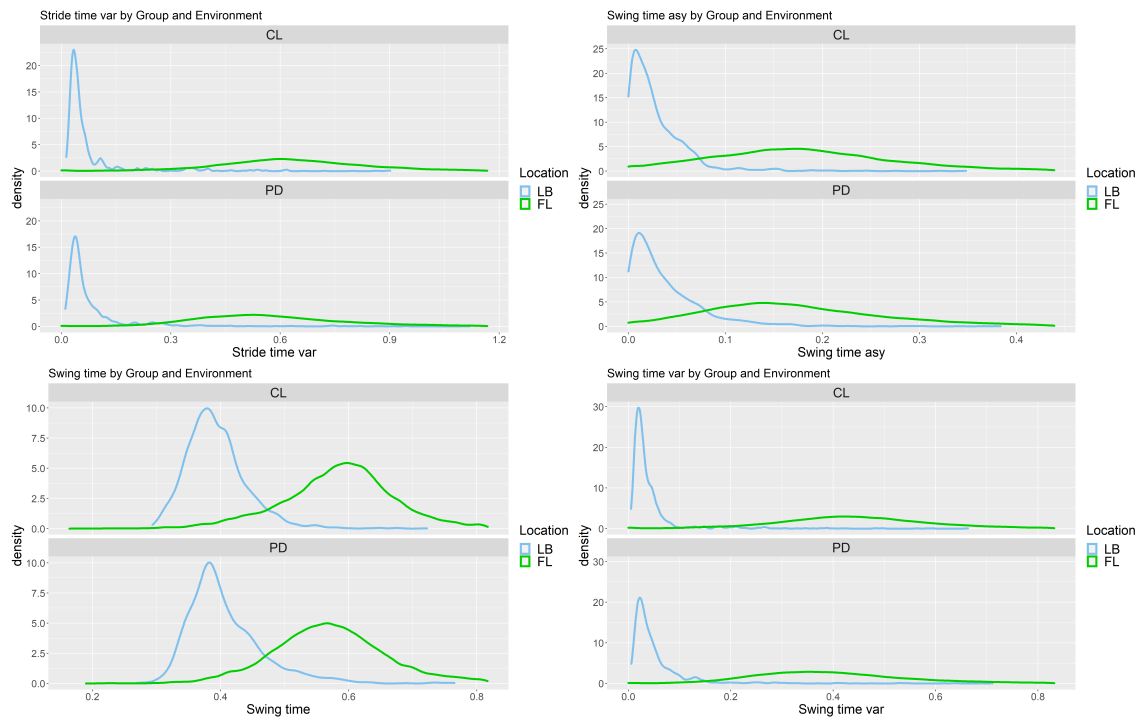 Stride time var by Group and Environment
CL
20
15
10
5
0
PD
20
15
10
5
0
0.0 0.3 0.6 0.9 1.2
Stride time var
density
Location
LB
FL
Swing time asy by Group and Environment
CL
25
20
15
10
5
0
PD
25
20
15
10
5
0
0.0 0.1 0.2 0.3 0.4
Swing time asy
density
Location
LB
FL
Swing time by Group and Environment
CL
10.0
7.5
5.0
2.5
0.0
PD
10.0
7.5
5.0
2.5
0.0
0.2 0.4 0.6 0.8
Swing time
density
Location
LB
FL
Swing time var by Group and Environment
CL
30
20
10
0
PD
30
20
10
0
0.0 0.2 0.4 0.6 0.8
Swing time var
density
Location
LB
FL